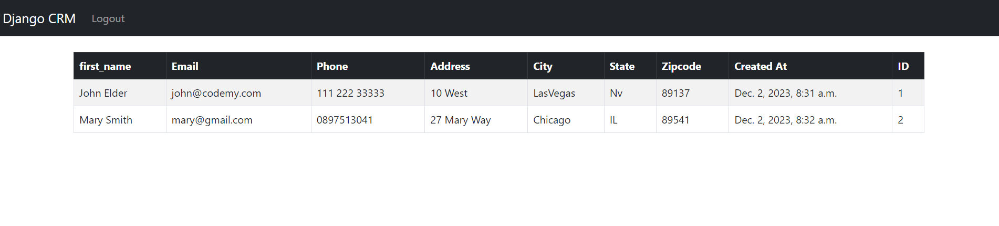 Django CRM Logout
first_name Email Phone Address City State Zipcode Created At ID
John Elder john@codemy.com 111 222 33333 10 West LasVegas Nv 89137 Dec. 2, 2023, 8:31 a.m. 1
Mary Smith mary@gmail.com 0897513041 27 Mary Way Chicago IL 89541 Dec. 2, 2023, 8:32 a.m. 2